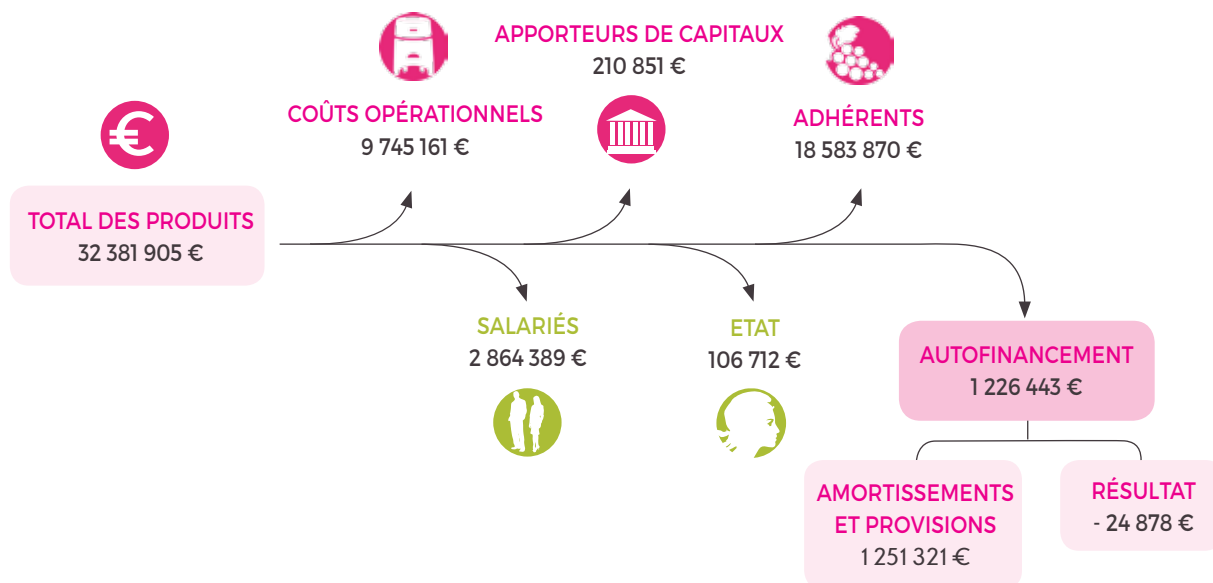 APPORTEURS DE CAPITAUX
210 851 €
COÛTS OPÉRATIONNELS
9 745 161 €
ADHÉRENTS
18 583 870 €
€
TOTAL DES PRODUITS
32 381 905 €
SALARIÉS
2 864 389 €
ETAT
106 712 €
AUTOFINANCEMENT
1 226 443 €
AMORTISSEMENTS
ET PROVISIONS
1 251 321 €
RÉSULTAT
- 24 878 €